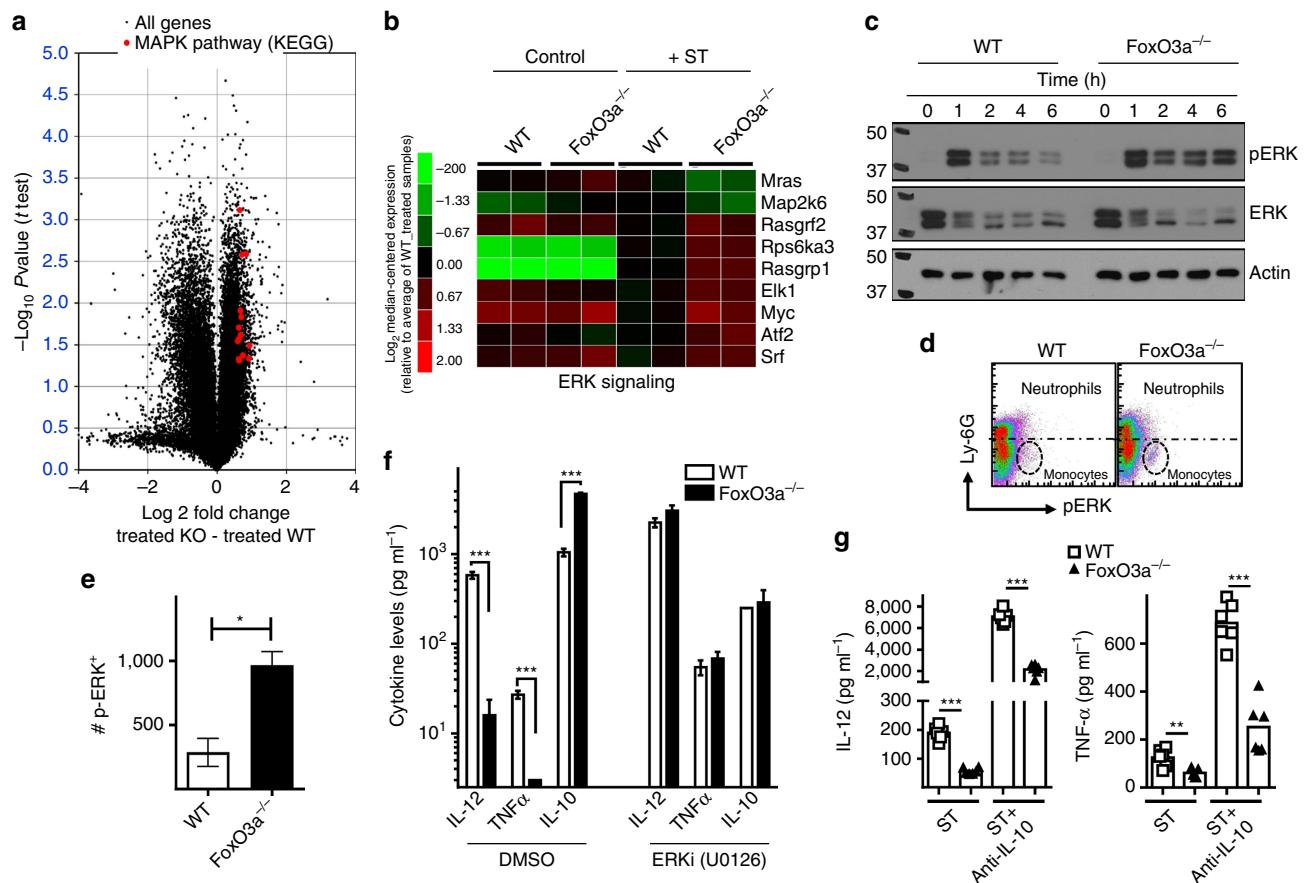 a
All genes
MAPK pathway (KEGG)
5.0
4.5
4.0
3.5
3.0
2.5
2.0
1.5
1.0
0.5
0.0
–Log10 Pvalue (t test)
−4
−2
0
2
4
Log 2 fold change
treated KO - treated WT
b
Control
+ ST
WT
FoxO3a−/−
WT
FoxO3a−/−
Log2 median-centered expression
(relative to average of WT_treated samples)
−200
−1.33
−0.67
0.00
0.67
1.33
2.00
Mras
Map2k6
Rasgrf2
Rps6ka3
Rasgrp1
Elk1
Myc
Atf2
Srf
ERK signaling
c
WT
FoxO3a−/−
Time (h)
0 1 2 4 6 0 1 2 4 6
50
37
pERK
50
37
ERK
37
Actin
d
WT
FoxO3a−/−
Neutrophils
Neutrophils
Monocytes
Monocytes
Ly-6G
pERK
e
# p-ERK+
1,000
500
*
WT
FoxO3a−/−
f
WT
FoxO3a−/−
Cytokine levels (pg ml−1)
10^3
10^2
10^1
***
***
***
IL-12
TNFα
IL-10
IL-12
TNFα
IL-10
DMSO
ERKi (U0126)
g
WT
FoxO3a−/−
IL-12 (pg ml−1)
8,000
6,000
4,000
2,000
300
200
100
***
***
ST
ST+
Anti-IL-10
TNF-α (pg ml−1)
600
400
200
0
**
***
ST
ST+
Anti-IL-10